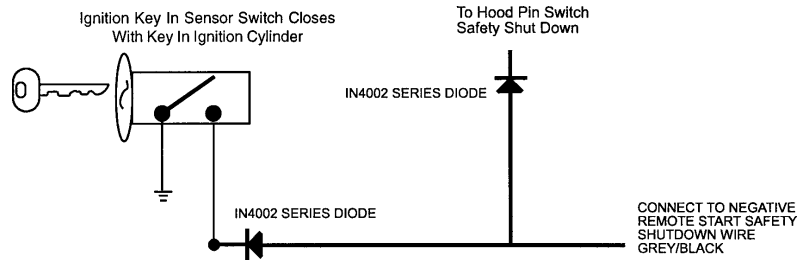 Ignition Key In Sensor Switch Closes
With Key In Ignition Cylinder
To Hood Pin Switch
Safety Shut Down
IN4002 SERIES DIODE
IN4002 SERIES DIODE
CONNECT TO NEGATIVE
REMOTE START SAFETY
SHUTDOWN WIRE
GREY/BLACK